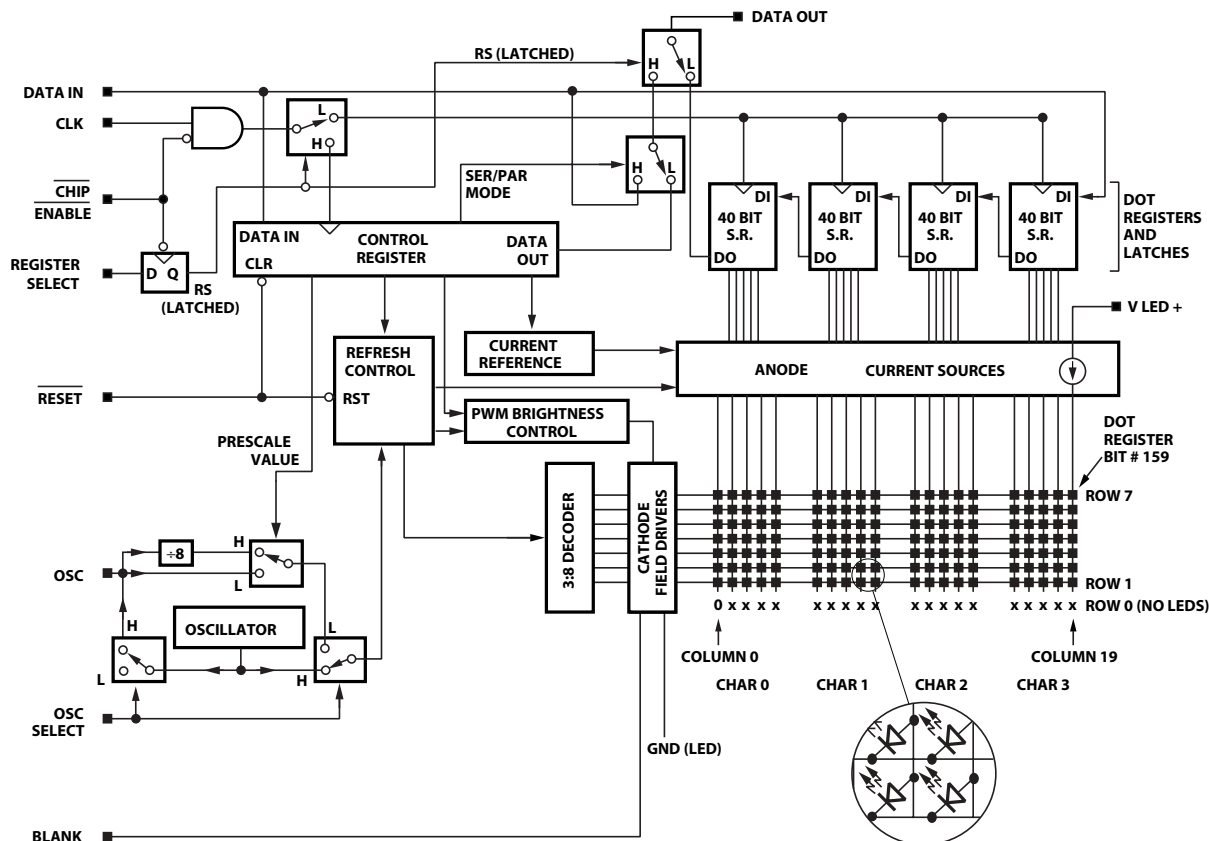 DATA OUT
RS (LATCHED)
H L
DATA IN
CLK
L
H
H L
SER/PAR
MODE
CHIP
ENABLE
DI DI DI DI
40 BIT 40 BIT 40 BIT 40 BIT
S.R. S.R. S.R. S.R.
DO DO DO DO
DOT
REGISTERS
AND
LATCHES
DATA IN
CONTROL
REGISTER
DATA
OUT
CLR
REGISTER
SELECT
D Q
RS
(LATCHED)
V LED +
REFRESH
CONTROL
RST
CURRENT
REFERENCE
ANODE CURRENT SOURCES
RESET
PWM BRIGHTNESS
CONTROL
PRESCALE
VALUE
DOT
REGISTER
BIT # 159
3:8 DECODER
CATHODE
FIELD DRIVERS
ROW 7
÷8
H
L
OSC
ROW 1
0 x x x x x x x x x x x x x x x x x x x ROW 0 (NO LEDS)
OSCILLATOR
H
L
L
H
COLUMN 0 COLUMN 19
CHAR 0 CHAR 1 CHAR 2 CHAR 3
OSC
SELECT
GND (LED)
BLANK